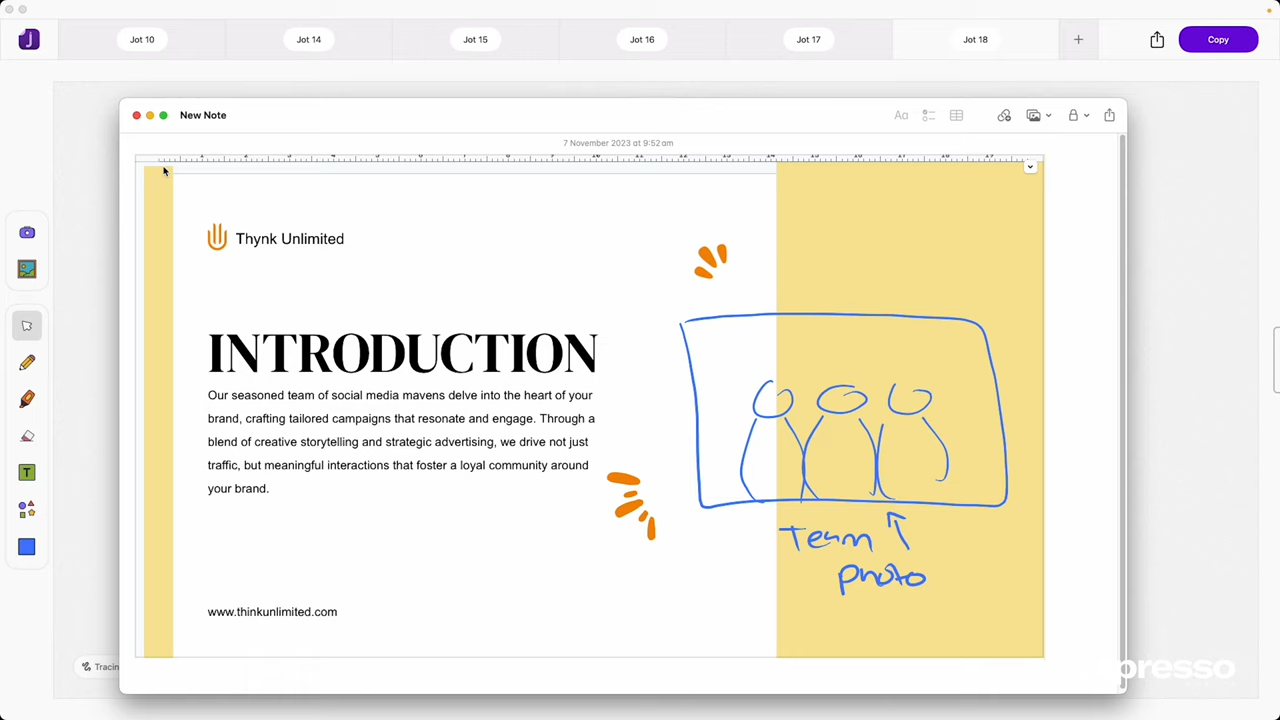 Jot 10
Jot 14
Jot 15
Jot 16
Jot 17
Jot 18
Copy
New Note
Aa
7 November 2023 at 9:52 am
Thynk Unlimited
INTRODUCTION
Our seasoned team of social media mavens delve into the heart of your
brand, crafting tailored campaigns that resonate and engage. Through a
blend of creative storytelling and strategic advertising, we drive not just
traffic, but meaningful interactions that foster a loyal community around
your brand.
Team
photo
www.thinkunlimited.com
T
Tracin
presso